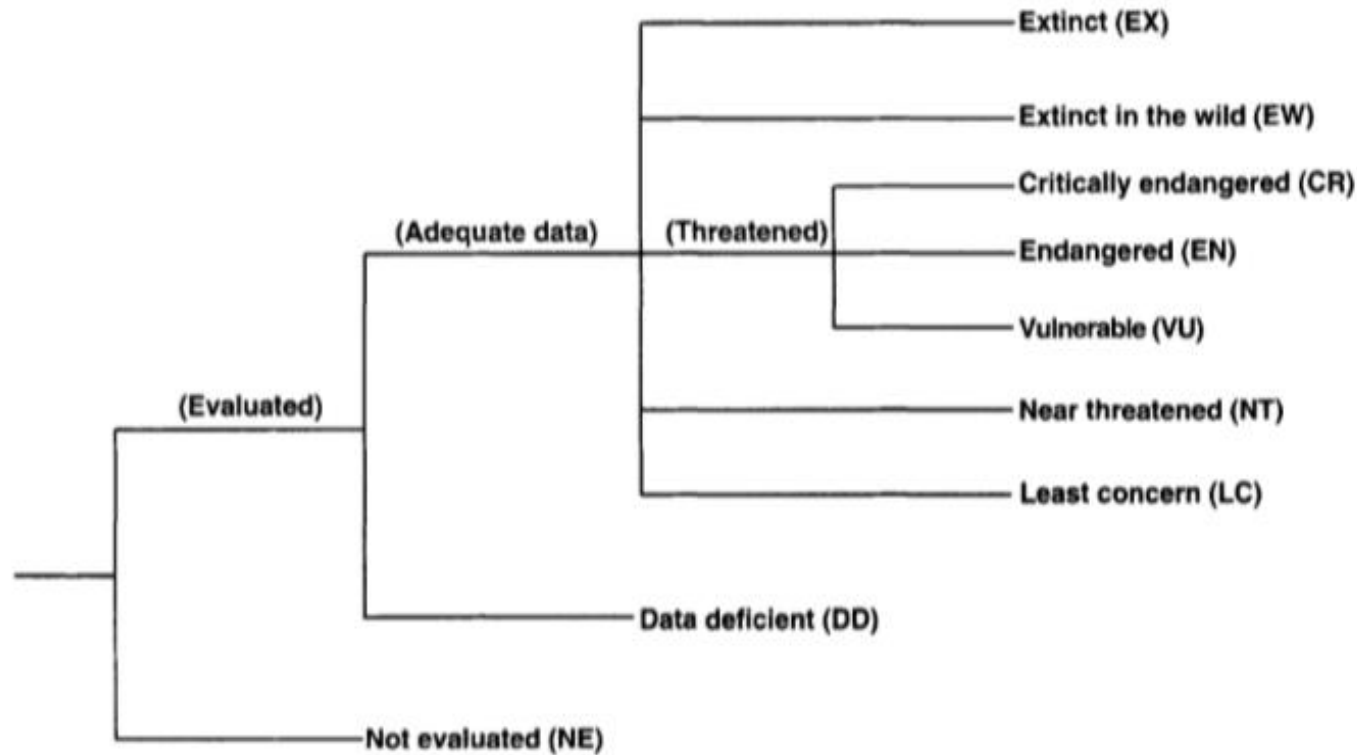 Extinct (EX)
Extinct in the wild (EW)
Critically endangered (CR)
(Adequate data)
(Threatened)
Endangered (EN)
Vulnerable (VU)
(Evaluated)
Near threatened (NT)
Least concern (LC)
Data deficient (DD)
Not evaluated (NE)